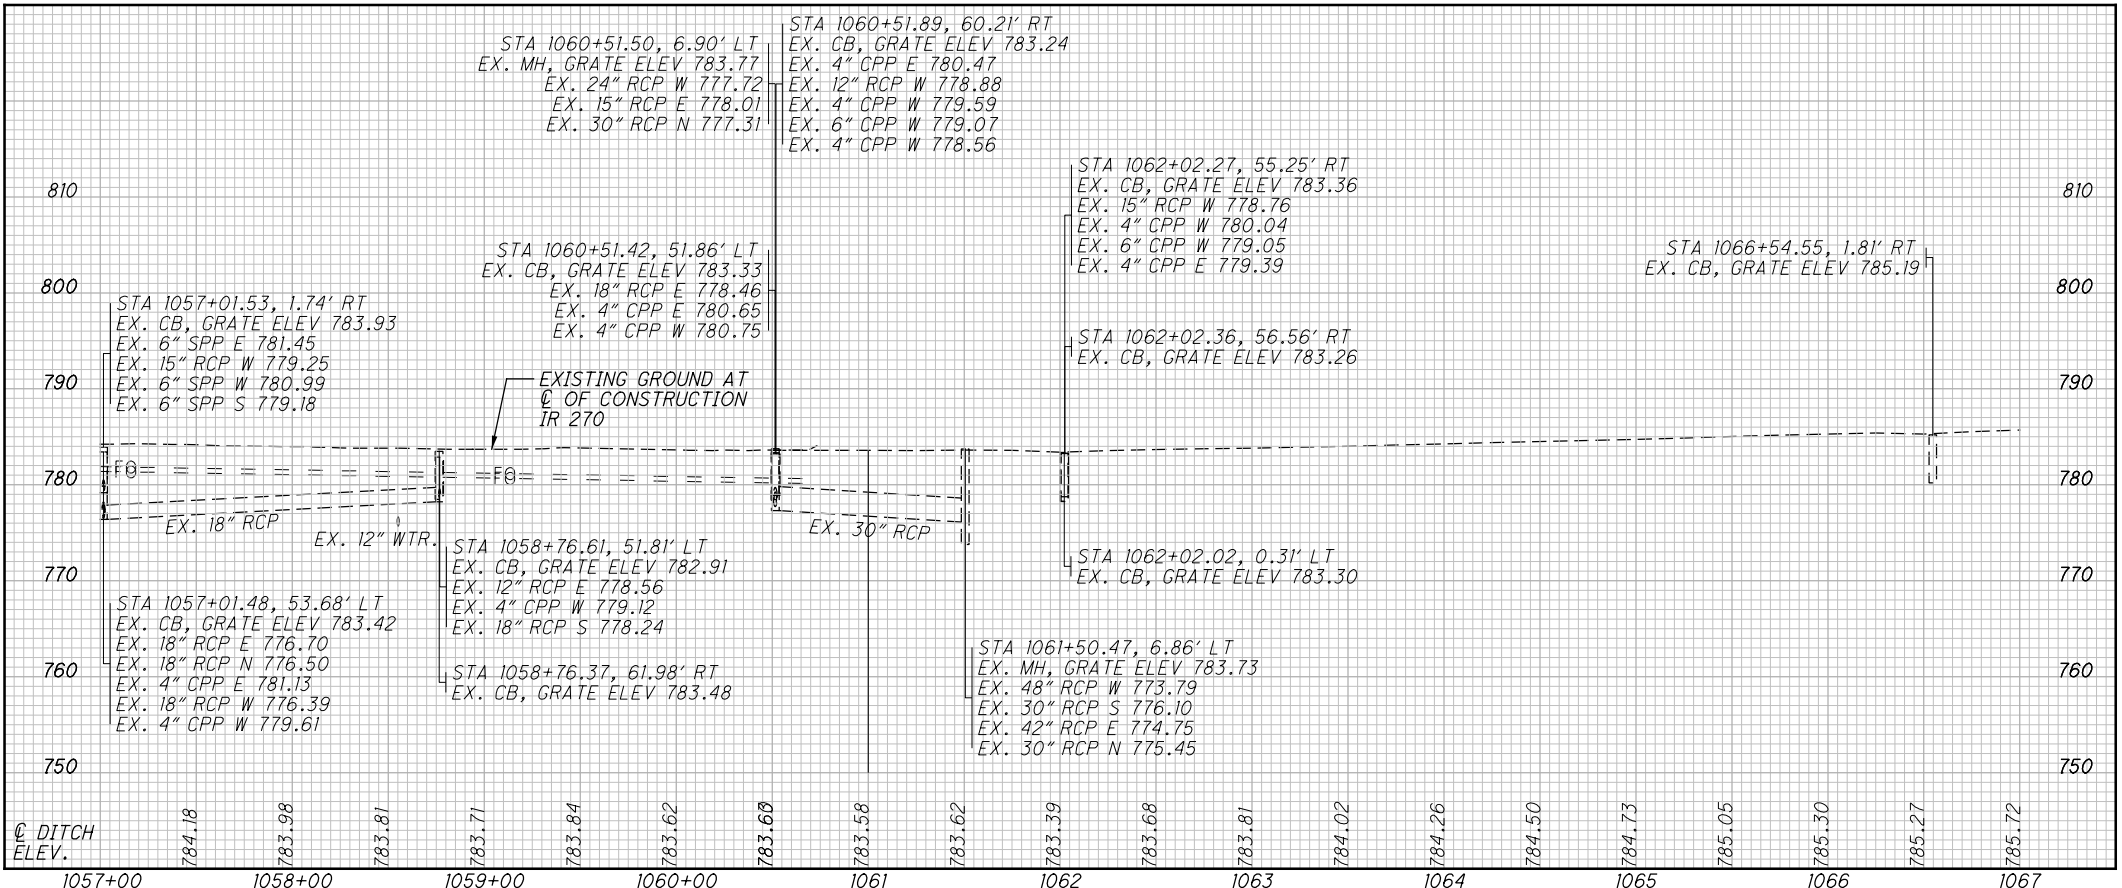 STA 1060+51.50, 6.90' LT
EX. MH, GRATE ELEV 783.77
EX. 24" RCP W 777.72
EX. 15" RCP E 778.01
EX. 30" RCP N 777.31
STA 1060+51.89, 60.21' RT
EX. CB, GRATE ELEV 783.24
EX. 4" CPP E 780.47
EX. 12" RCP W 778.88
EX. 4" CPP W 779.59
EX. 6" CPP W 779.07
EX. 4" CPP W 778.56
STA 1062+02.27, 55.25' RT
EX. CB, GRATE ELEV 783.36
EX. 15" RCP W 778.76
EX. 4" CPP W 780.04
EX. 6" CPP W 779.05
EX. 4" CPP E 779.39
810
810
STA 1060+51.42, 51.86' LT
EX. CB, GRATE ELEV 783.33
EX. 18" RCP E 778.46
EX. 4" CPP E 780.65
EX. 4" CPP W 780.75
STA 1066+54.55, 1.81' RT
EX. CB, GRATE ELEV 785.19
800
800
STA 1057+01.53, 1.74' RT
EX. CB, GRATE ELEV 783.93
EX. 6" SPP E 781.45
EX. 15" RCP W 779.25
EX. 6" SPP W 780.99
EX. 6" SPP S 779.18
STA 1062+02.36, 56.56' RT
EX. CB, GRATE ELEV 783.26
790
790
EXISTING GROUND AT
℄ OF CONSTRUCTION
IR 270
780
FO
FO
780
EX. 18" RCP
EX. 12" WTR.
EX. 30" RCP
STA 1058+76.61, 51.81' LT
EX. CB, GRATE ELEV 782.91
EX. 12" RCP E 778.56
EX. 4" CPP W 779.12
EX. 18" RCP S 778.24
STA 1062+02.02, 0.31' LT
EX. CB, GRATE ELEV 783.30
770
770
STA 1057+01.48, 53.68' LT
EX. CB, GRATE ELEV 783.42
EX. 18" RCP E 776.70
EX. 18" RCP N 776.50
EX. 4" CPP E 781.13
EX. 18" RCP W 776.39
EX. 4" CPP W 779.61
STA 1058+76.37, 61.98' RT
EX. CB, GRATE ELEV 783.48
STA 1061+50.47, 6.86' LT
EX. MH, GRATE ELEV 783.73
EX. 48" RCP W 773.79
EX. 30" RCP S 776.10
EX. 42" RCP E 774.75
EX. 30" RCP N 775.45
760
760
750
750
℄ DITCH
ELEV.
784.18
783.98
783.81
783.71
783.84
783.62
783.58
783.62
783.39
783.68
783.81
784.02
784.26
784.50
784.73
785.05
785.30
785.27
785.72
1057+00
1058+00
1059+00
1060+00
1061
1062
1063
1064
1065
1066
1067